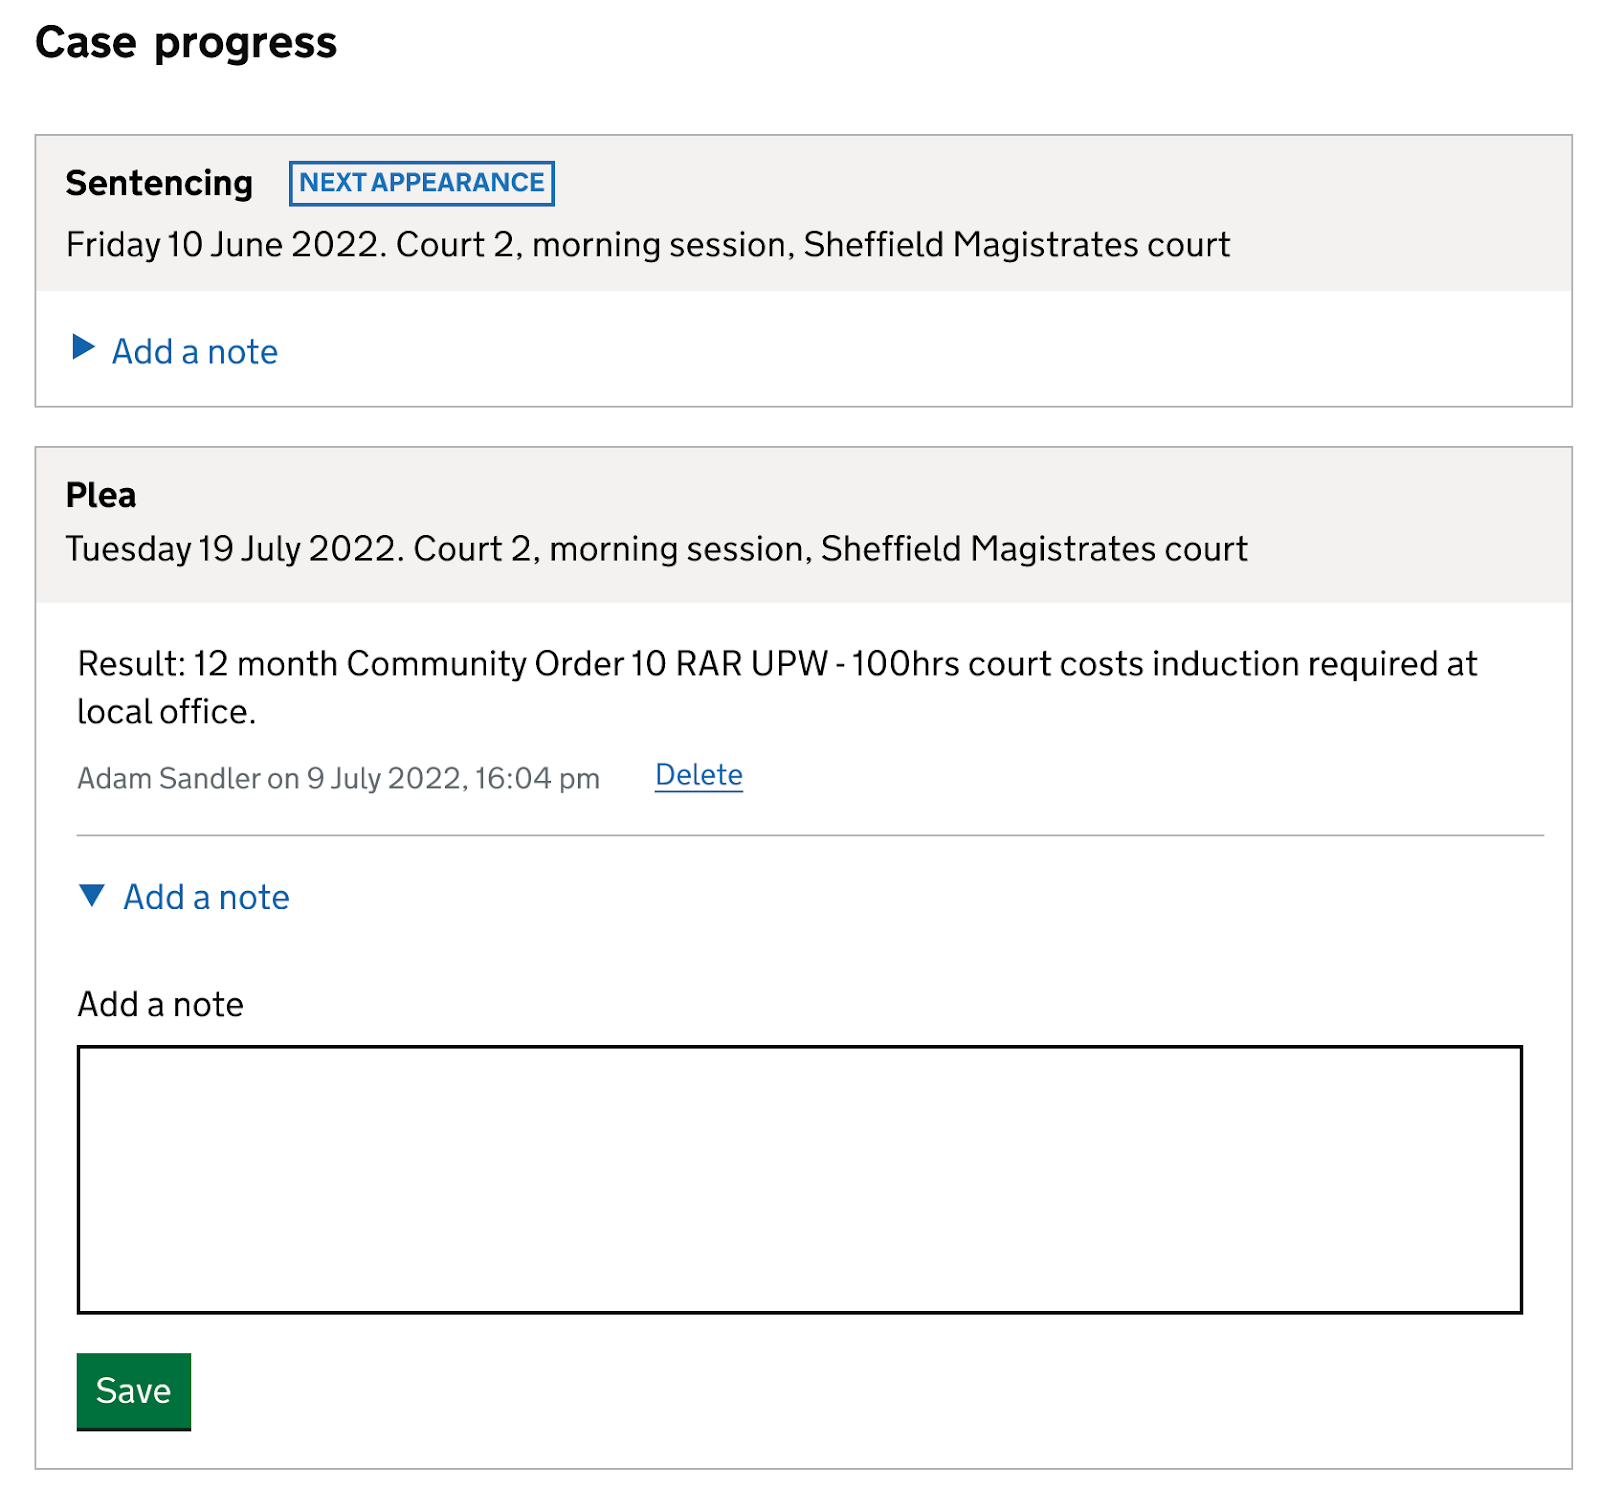 Case progress
Sentencing NEXT APPEARANCE
Friday 10 June 2022. Court 2, morning session, Sheffield Magistrates court
Add a note
Plea
Tuesday 19 July 2022. Court 2, morning session, Sheffield Magistrates court
Result: 12 month Community Order 10 RAR UPW - 100hrs court costs induction required at
local office.
Adam Sandler on 9 July 2022, 16:04 pm Delete
Add a note
Add a note
Save